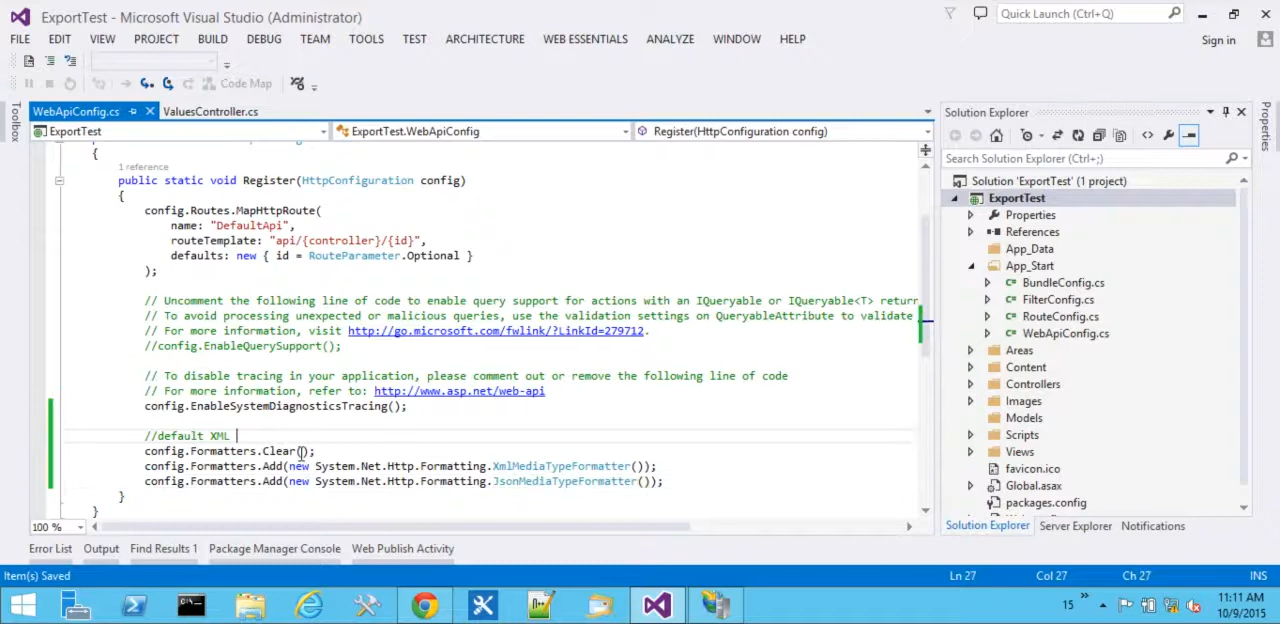 ExportTest - Microsoft Visual Studio (Administrator)
Quick Launch (Ctrl+Q)
FILE EDIT VIEW PROJECT BUILD DEBUG TEAM TOOLS TEST ARCHITECTURE WEB ESSENTIALS ANALYZE WINDOW HELP
Sign in
Code Map
Toolbox
WebApiConfig.cs
ValuesController.cs
ExportTest
ExportTest.WebApiConfig
Register(HttpConfiguration config)
{
1 reference
public static void Register(HttpConfiguration config)
{
config.Routes.MapHttpRoute(
name: "DefaultApi",
routeTemplate: "api/{controller}/{id}",
defaults: new { id = RouteParameter.Optional }
);
// Uncomment the following line of code to enable query support for actions with an IQueryable or IQueryable<T> return
// To avoid processing unexpected or malicious queries, use the validation settings on QueryableAttribute to validate
// For more information, visit http://go.microsoft.com/fwlink/?LinkId=279712.
//config.EnableQuerySupport();
// To disable tracing in your application, please comment out or remove the following line of code
// For more information, refer to: http://www.asp.net/web-api
config.EnableSystemDiagnosticsTracing();
//default XML
config.Formatters.Clear();
config.Formatters.Add(new System.Net.Http.Formatting.XmlMediaTypeFormatter());
config.Formatters.Add(new System.Net.Http.Formatting.JsonMediaTypeFormatter());
}
}
100 %
Solution Explorer
Properties
Search Solution Explorer (Ctrl+;)
Solution 'ExportTest' (1 project)
ExportTest
Properties
References
App_Data
App_Start
BundleConfig.cs
FilterConfig.cs
RouteConfig.cs
WebApiConfig.cs
Areas
Content
Controllers
Images
Models
Scripts
Views
favicon.ico
Global.asax
packages.config
Solution Explorer Server Explorer Notifications
Error List Output Find Results 1 Package Manager Console Web Publish Activity
Item(s) Saved
Ln 27 Col 27 Ch 27 INS
15
11:11 AM
10/9/2015